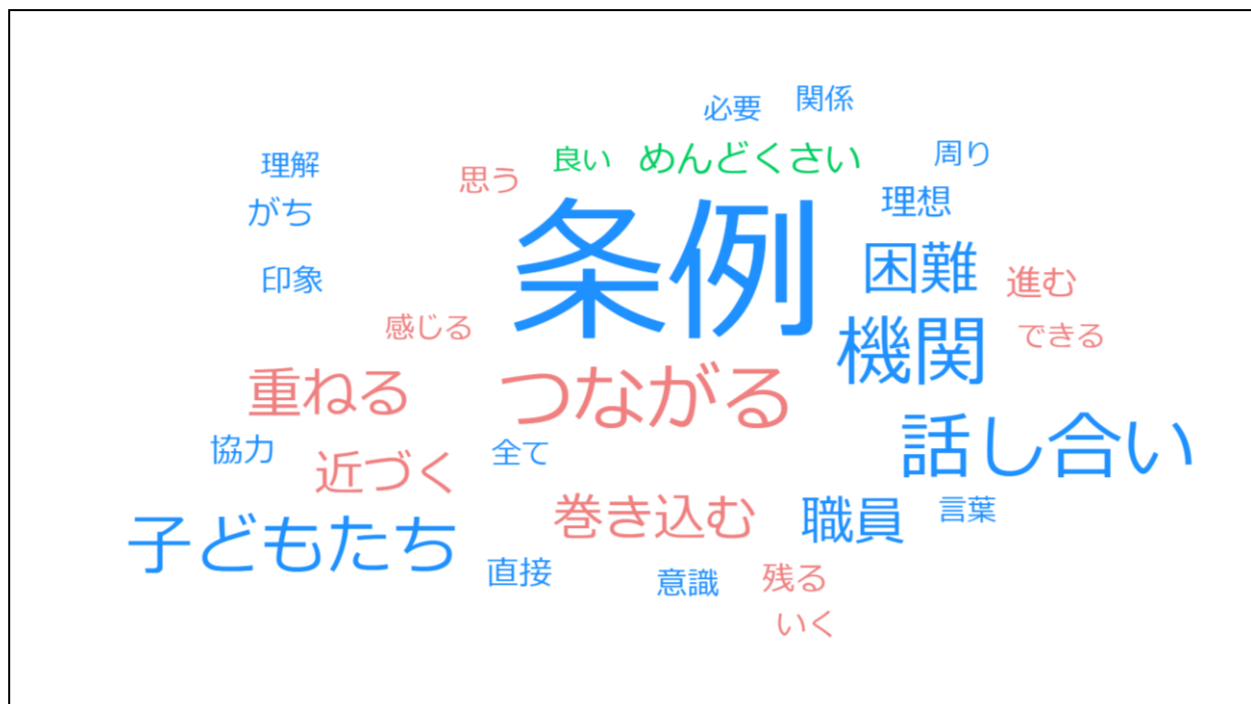 必要
関係
理解
思う
良い
めんどくさい
周り
がち
条例
理想
印象
困難
進む
感じる
機関
できる
重ねる
つながる
協力
近づく
全て
話し合い
子どもたち
巻き込む
職員
言葉
直接
意識
残る
いく